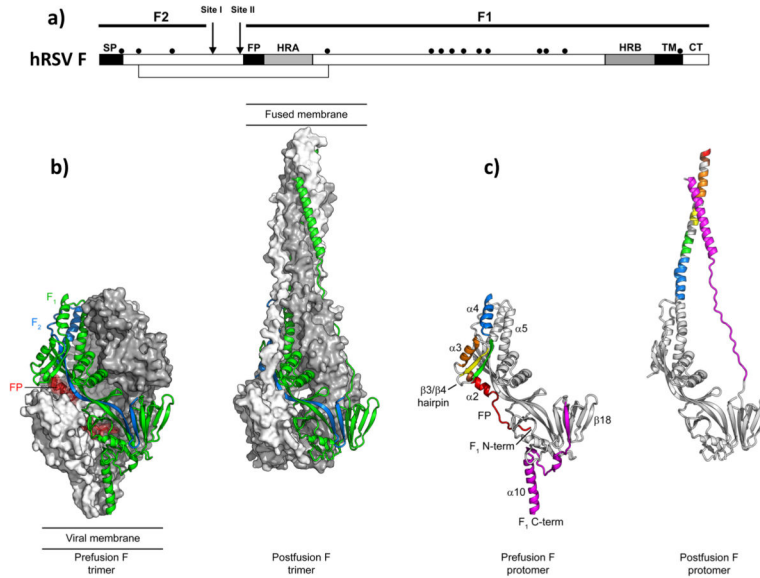 a)
F2
Site I
Site II
F1
hRSV F
SP
FP
HRA
HRB
TM
CT
Fused membrane
b)
c)
F₁
F₂
FP
α4
α5
α3
β3/β4
hairpin
α2
FP
F₁ N-term
β18
α10
F₁ C-term
Viral membrane
Prefusion F
trimer
Postfusion F
trimer
Prefusion F
protomer
Postfusion F
protomer